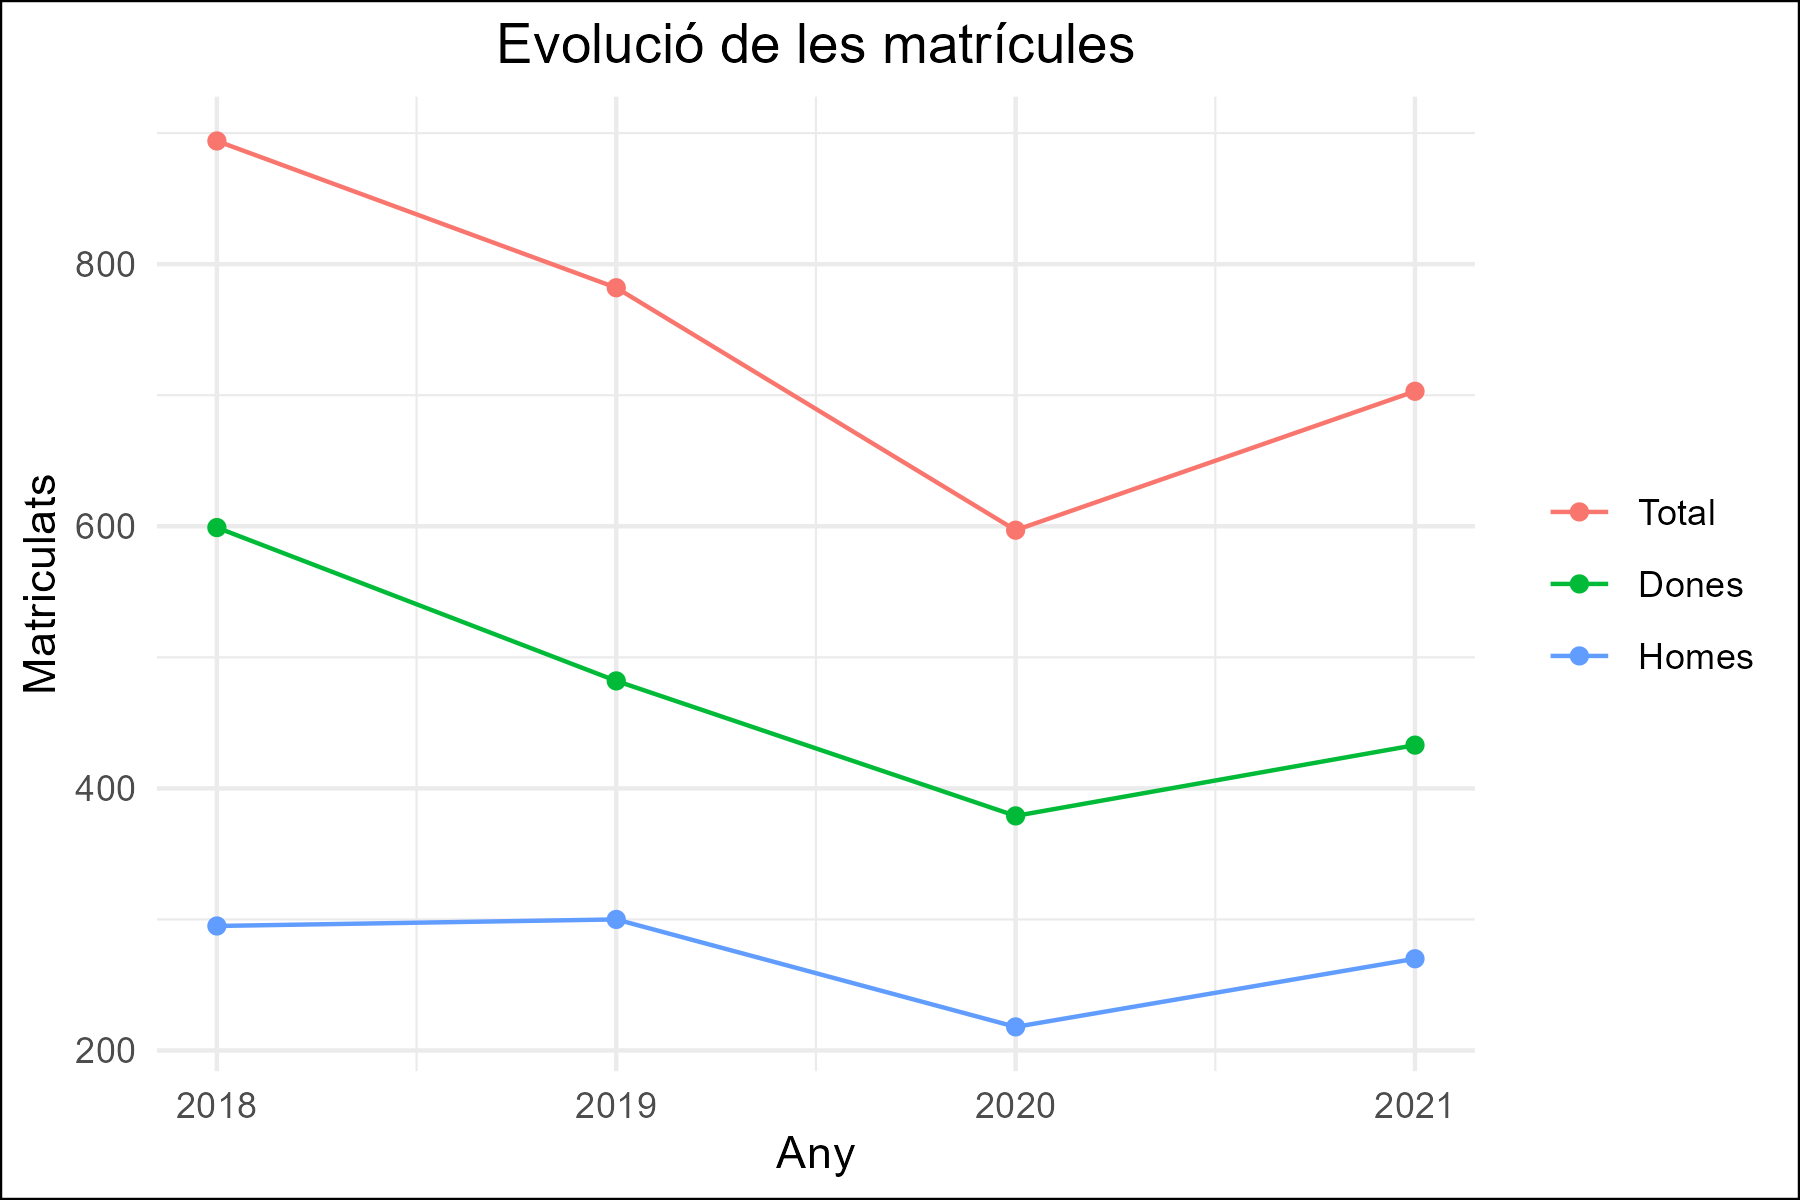 Evolució de les matrícules
Matriculats
800
600
400
200
2018
2019
2020
2021
Any
Total
Dones
Homes